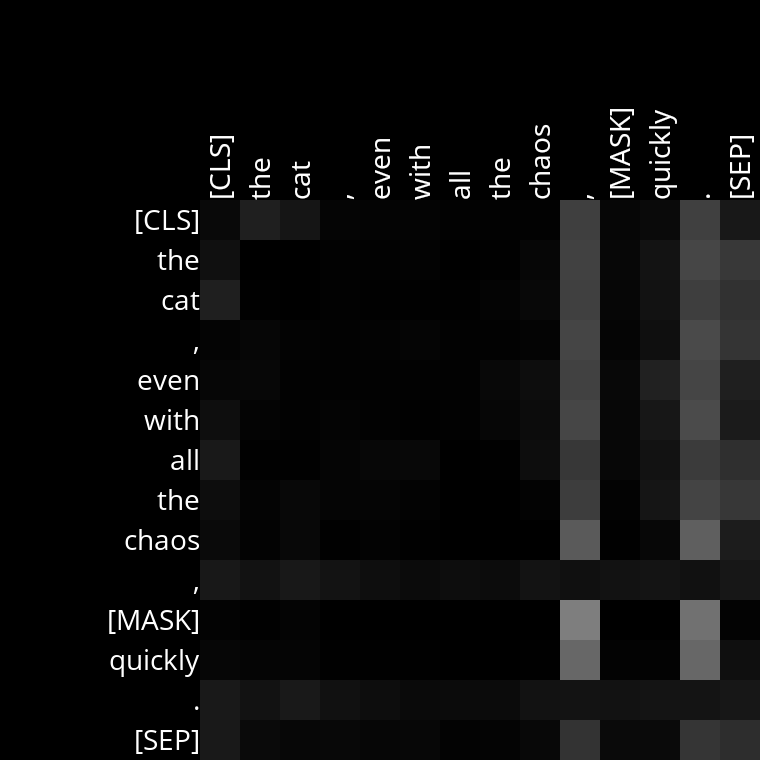 [CLS] the cat , even with all the chaos , [MASK] quickly . [SEP]
[CLS]
the
cat
,
even
with
all
the
chaos
,
[MASK]
quickly
.
[SEP]